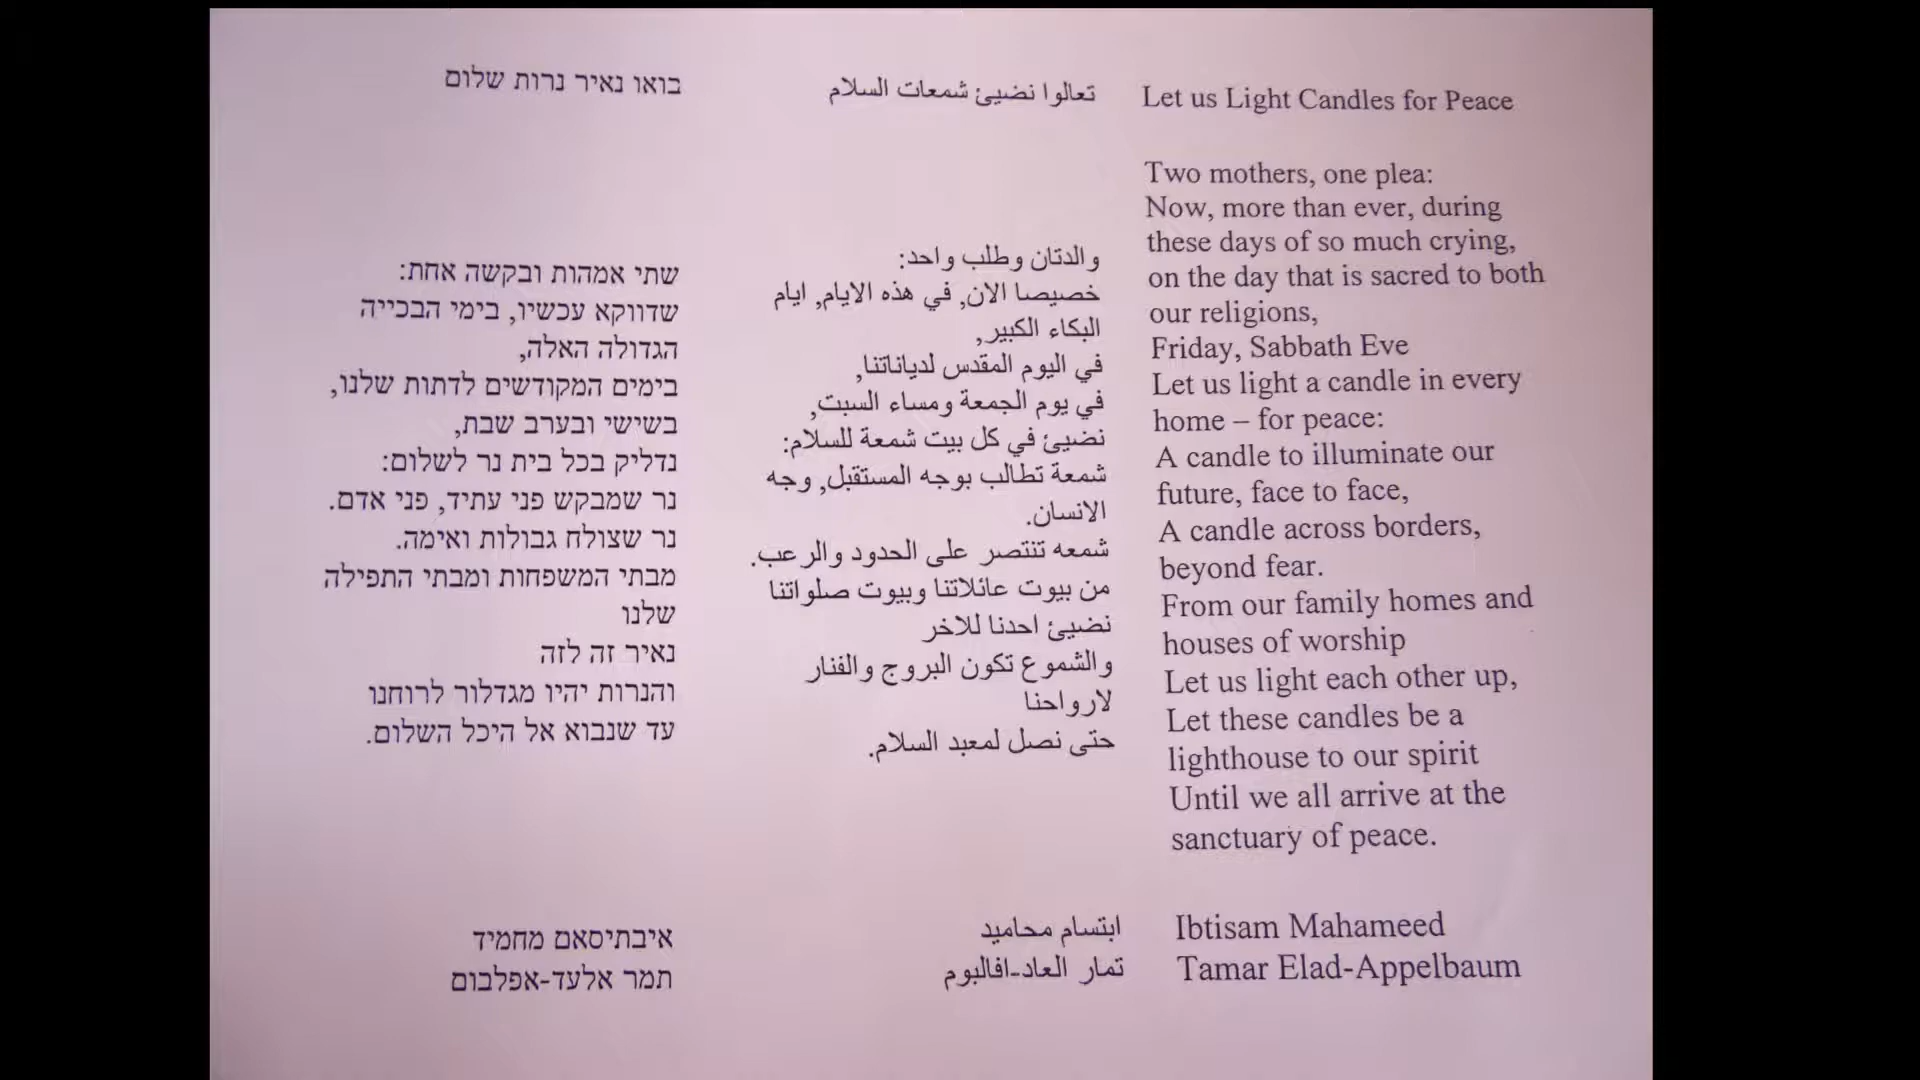 בואו נאיר נרות שלום
שתי אמהות ובקשה אחת:
שדווקא עכשיו, בימי הבכייה
הגדולה האלה,
בימים המקודשים לדתות שלנו,
בשישי ובערב שבת,
נדליק בכל בית נר לשלום:
נר שמבקש פני עתיד, פני אדם.
נר שצולח גבולות ואימה.
מבתי המשפחות ומבתי התפילה
שלנו
נאיר זה לזה
והנרות יהיו מגדלור לרוחנו
עד שנבוא אל היכל השלום.
איבתיסאם מחמיד
תמר אלעד-אפלבום
تعالوا نضيئ شمعات السلام
والدتان وطلب واحد:
خصيصا الان, في هذه الايام, ايام
البكاء الكبير,
في اليوم المقدس لدياناتنا,
في يوم الجمعة ومساء السبت,
نضيئ في كل بيت شمعة للسلام:
شمعة تطالب بوجه المستقبل, وجه
الانسان.
شمعه تنتصر على الحدود والرعب.
من بيوت عائلاتنا وبيوت صلواتنا
نضيئ احدنا للاخر
والشموع تكون البروج والفنار
لارواحنا
حتى نصل لمعبد السلام.
ابتسام محاميد
تمار العاد-افالبوم
Let us Light Candles for Peace
Two mothers, one plea:
Now, more than ever, during
these days of so much crying,
on the day that is sacred to both
our religions,
Friday, Sabbath Eve
Let us light a candle in every
home – for peace:
A candle to illuminate our
future, face to face,
A candle across borders,
beyond fear.
From our family homes and
houses of worship
Let us light each other up,
Let these candles be a
lighthouse to our spirit
Until we all arrive at the
sanctuary of peace.
Ibtisam Mahameed
Tamar Elad-Appelbaum